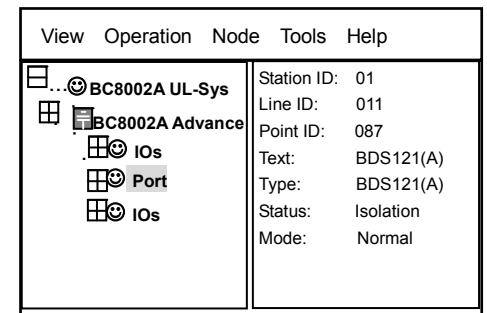 View Operation Node Tools Help
BC8002A UL-Sys
BC8002A Advance
IOs
Port
IOs
Station ID: 01
Line ID: 011
Point ID: 087
Text: BDS121(A)
Type: BDS121(A)
Status: Isolation
Mode: Normal